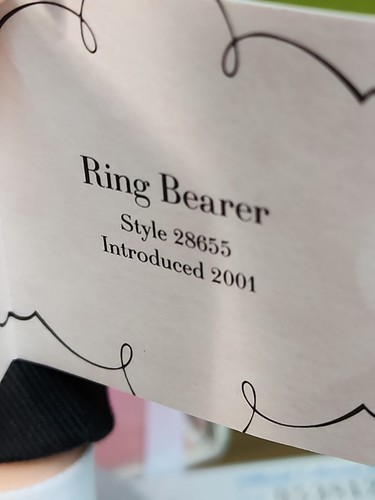 Ring Bearer
Style 28655
Introduced 2001